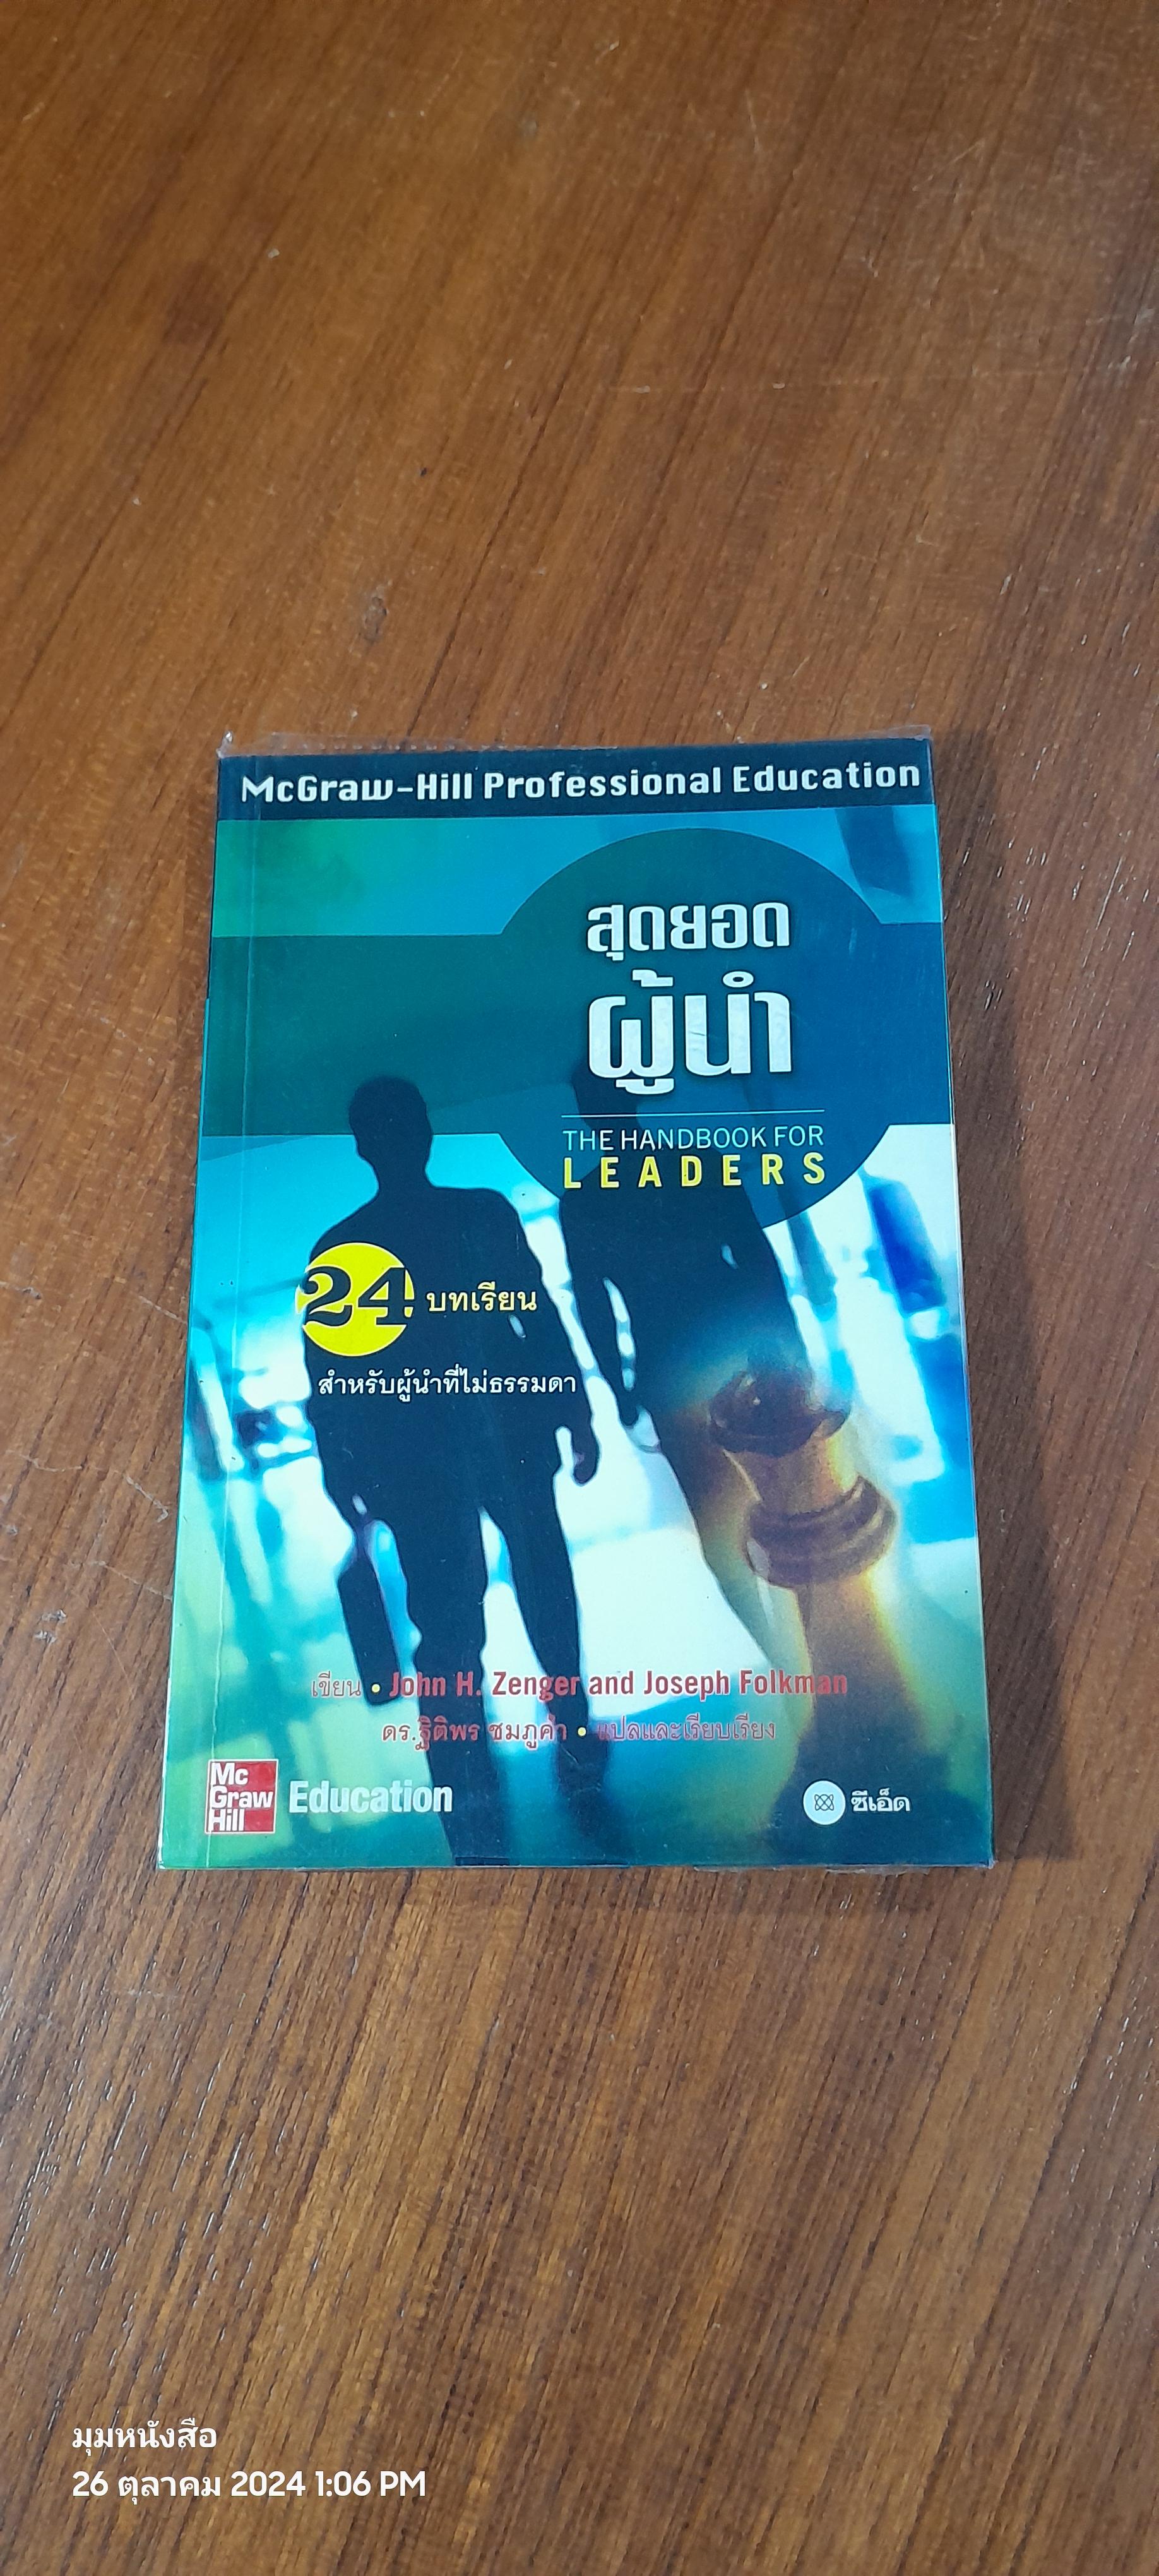 McGraw-Hill Professional Education
สุดยอด
ผู้นำ
THE HANDBOOK FOR
LEADERS
24 บทเรียน
สำหรับผู้นำที่ไม่ธรรมดา
เขียน • John H. Zenger and Joseph Folkman
ดร.ฐิติพร ชมภูคำ • แปลและเรียบเรียง
Mc
Graw
Hill
Education
ซีเอ็ด
มุมหนังสือ
26 ตุลาคม 2024 1:06 PM